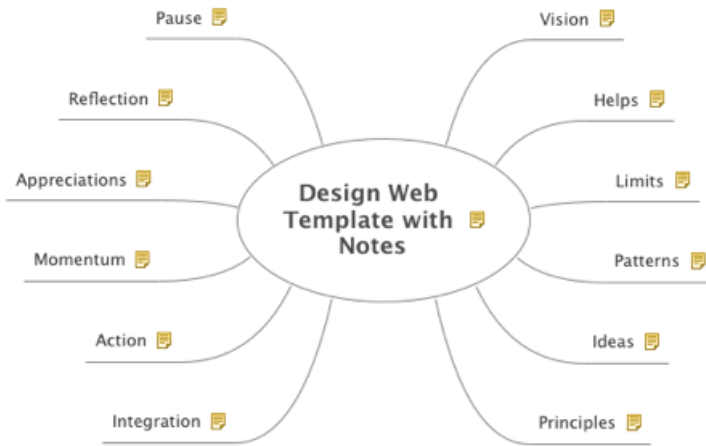 Pause
Vision
Reflection
Helps
Appreciations
Limits
Design Web
Template with
Notes
Momentum
Patterns
Action
Ideas
Integration
Principles